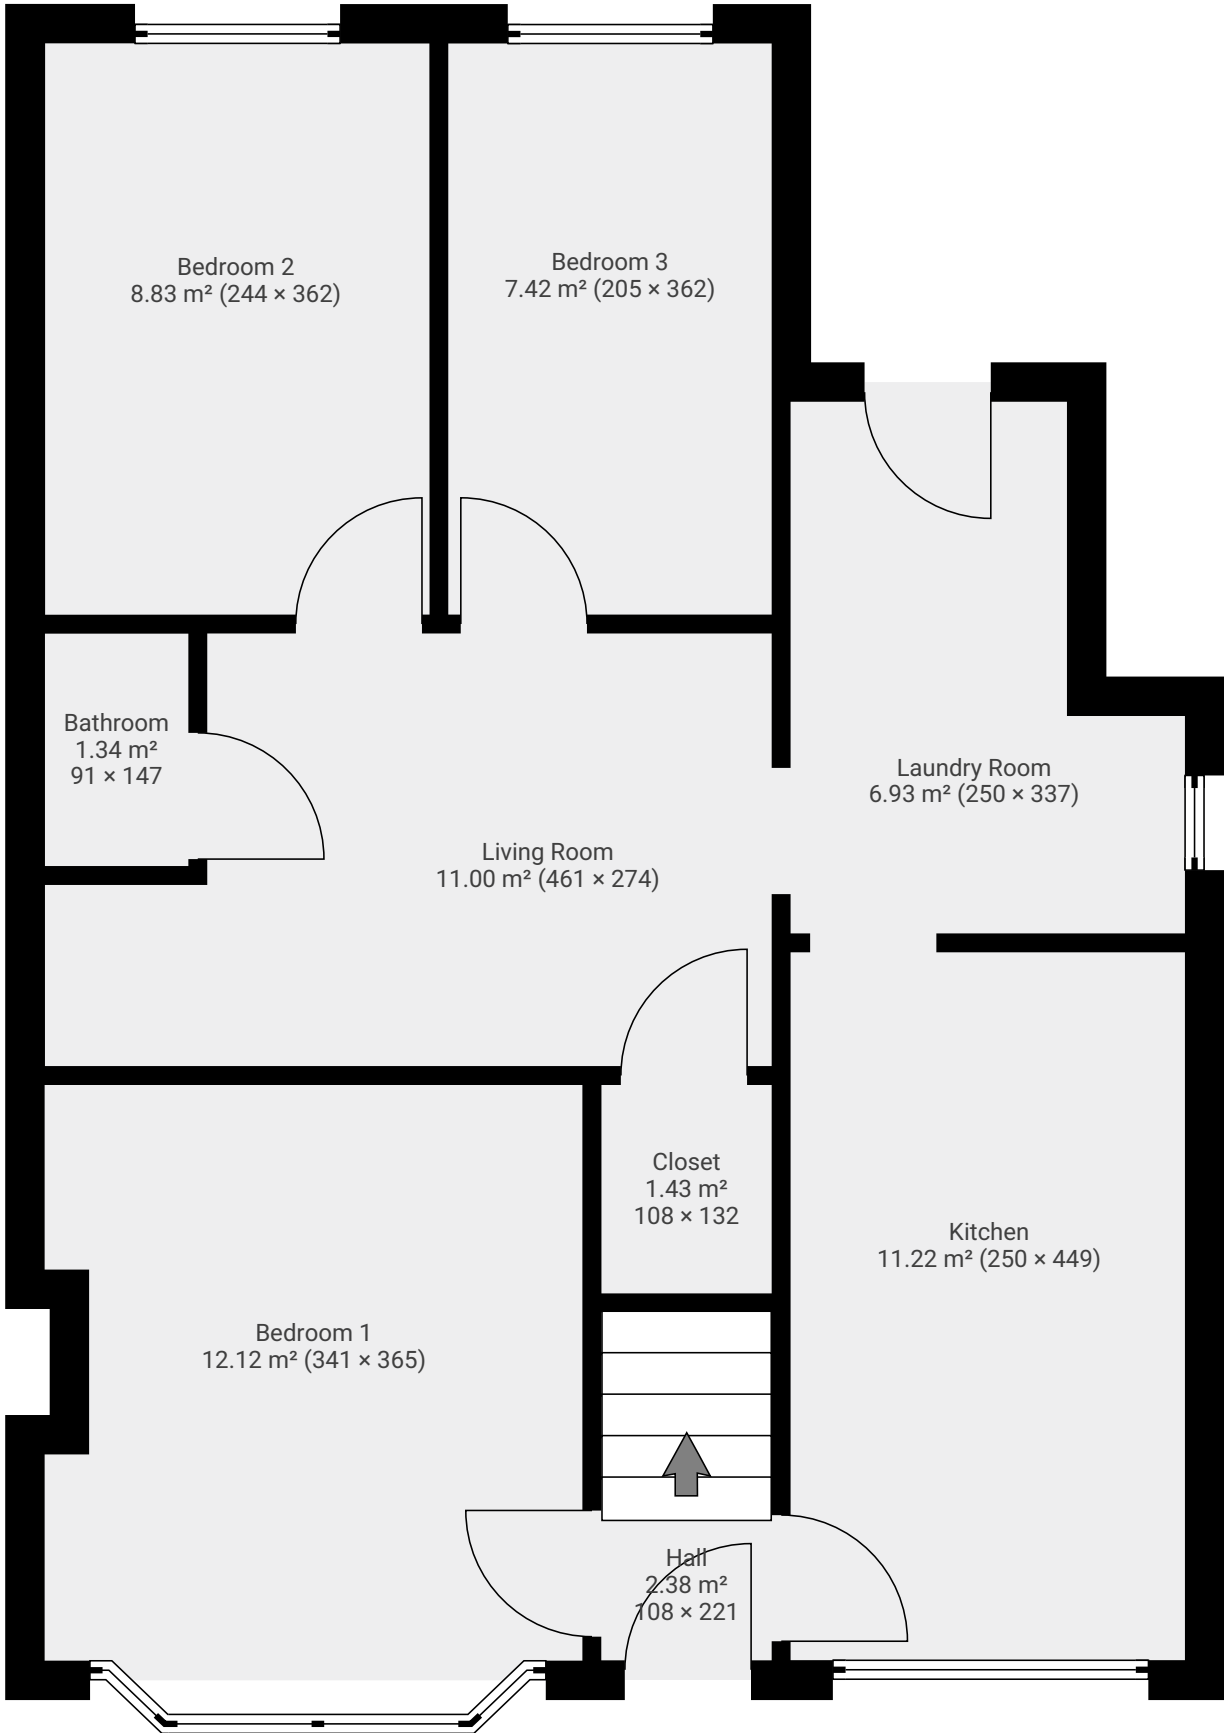 Bedroom 2
8.83 m² (244 × 362)
Bedroom 3
7.42 m² (205 × 362)
Bathroom
1.34 m²
91 × 147
Laundry Room
6.93 m² (250 × 337)
Living Room
11.00 m² (461 × 274)
Closet
1.43 m²
108 × 132
Kitchen
11.22 m² (250 × 449)
Bedroom 1
12.12 m² (341 × 365)
Hall
2.38 m²
108 × 221